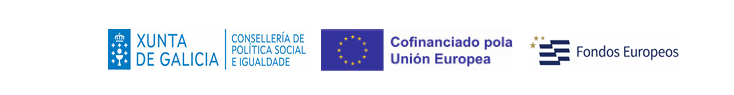 XUNTA
DE GALICIA
CONSELLERÍA DE
POLÍTICA SOCIAL
E IGUALDADE
Cofinanciado pola
Unión Europea
Fondos Europeos